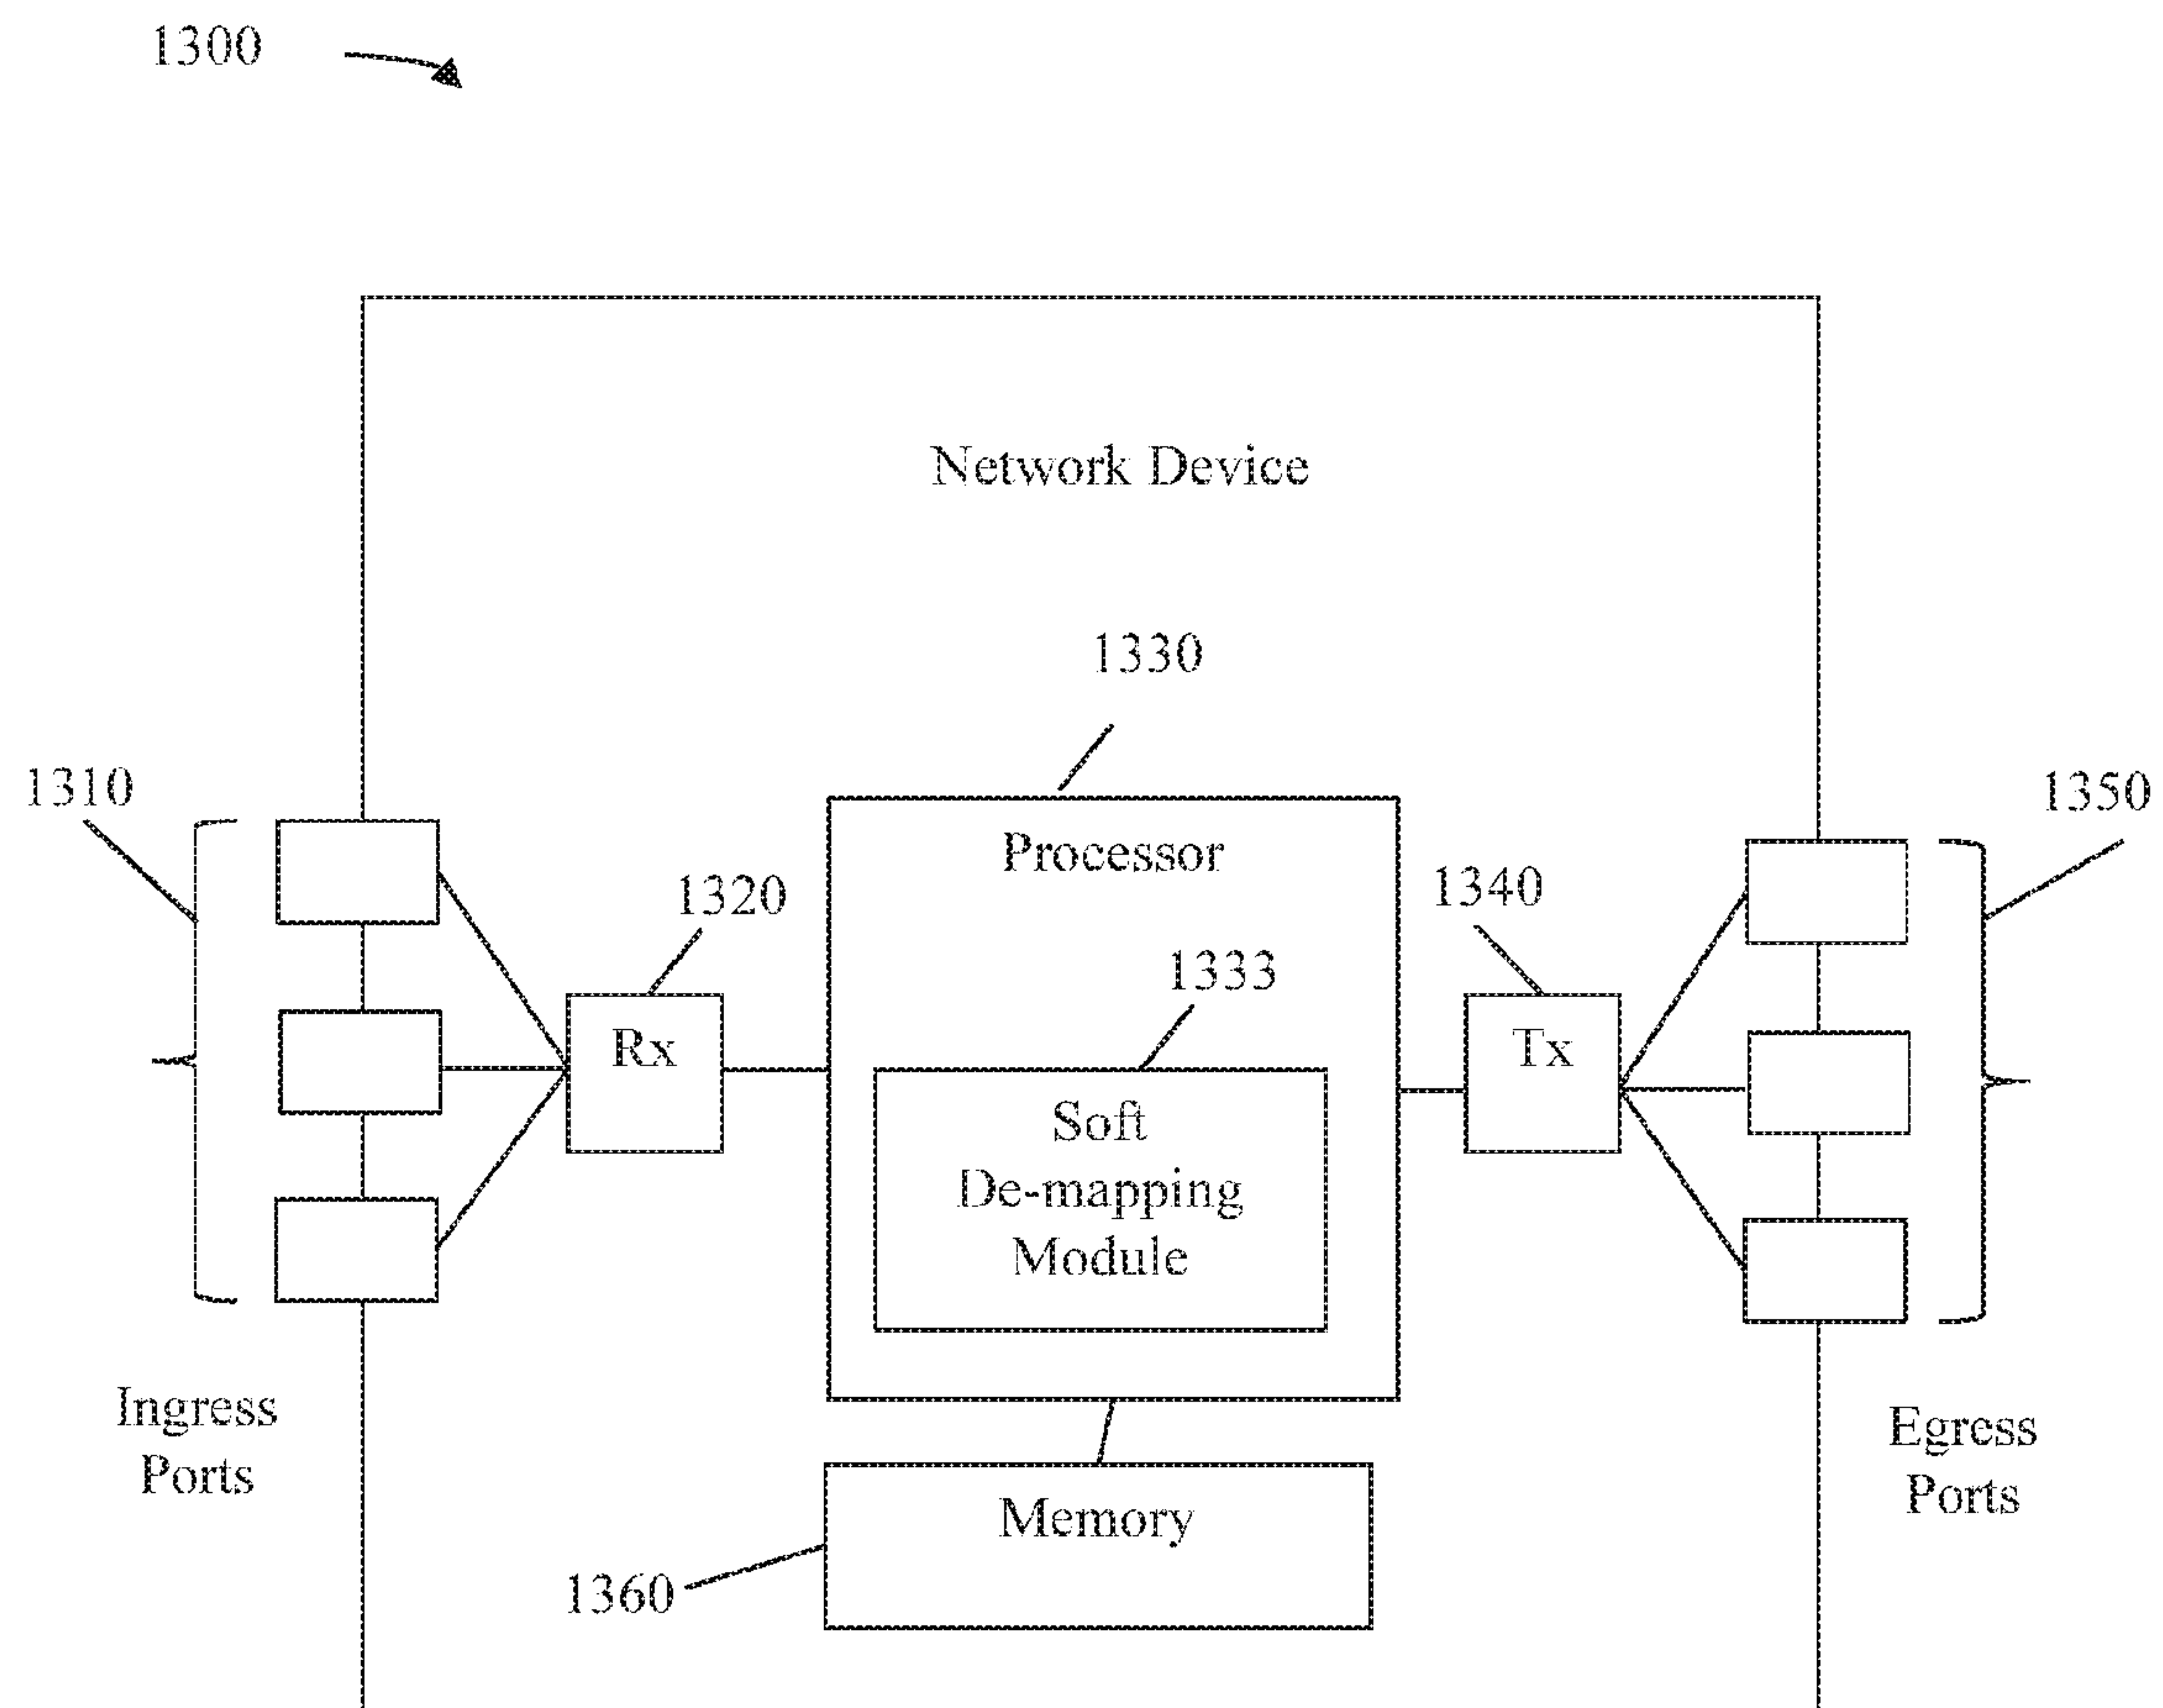 1300
Network Device
1330
1310
1350
Processor
1320
1340
1333
Rx
Tx
Soft
De-mapping
Module
Ingress
Ports
Egress
Ports
Memory
1360